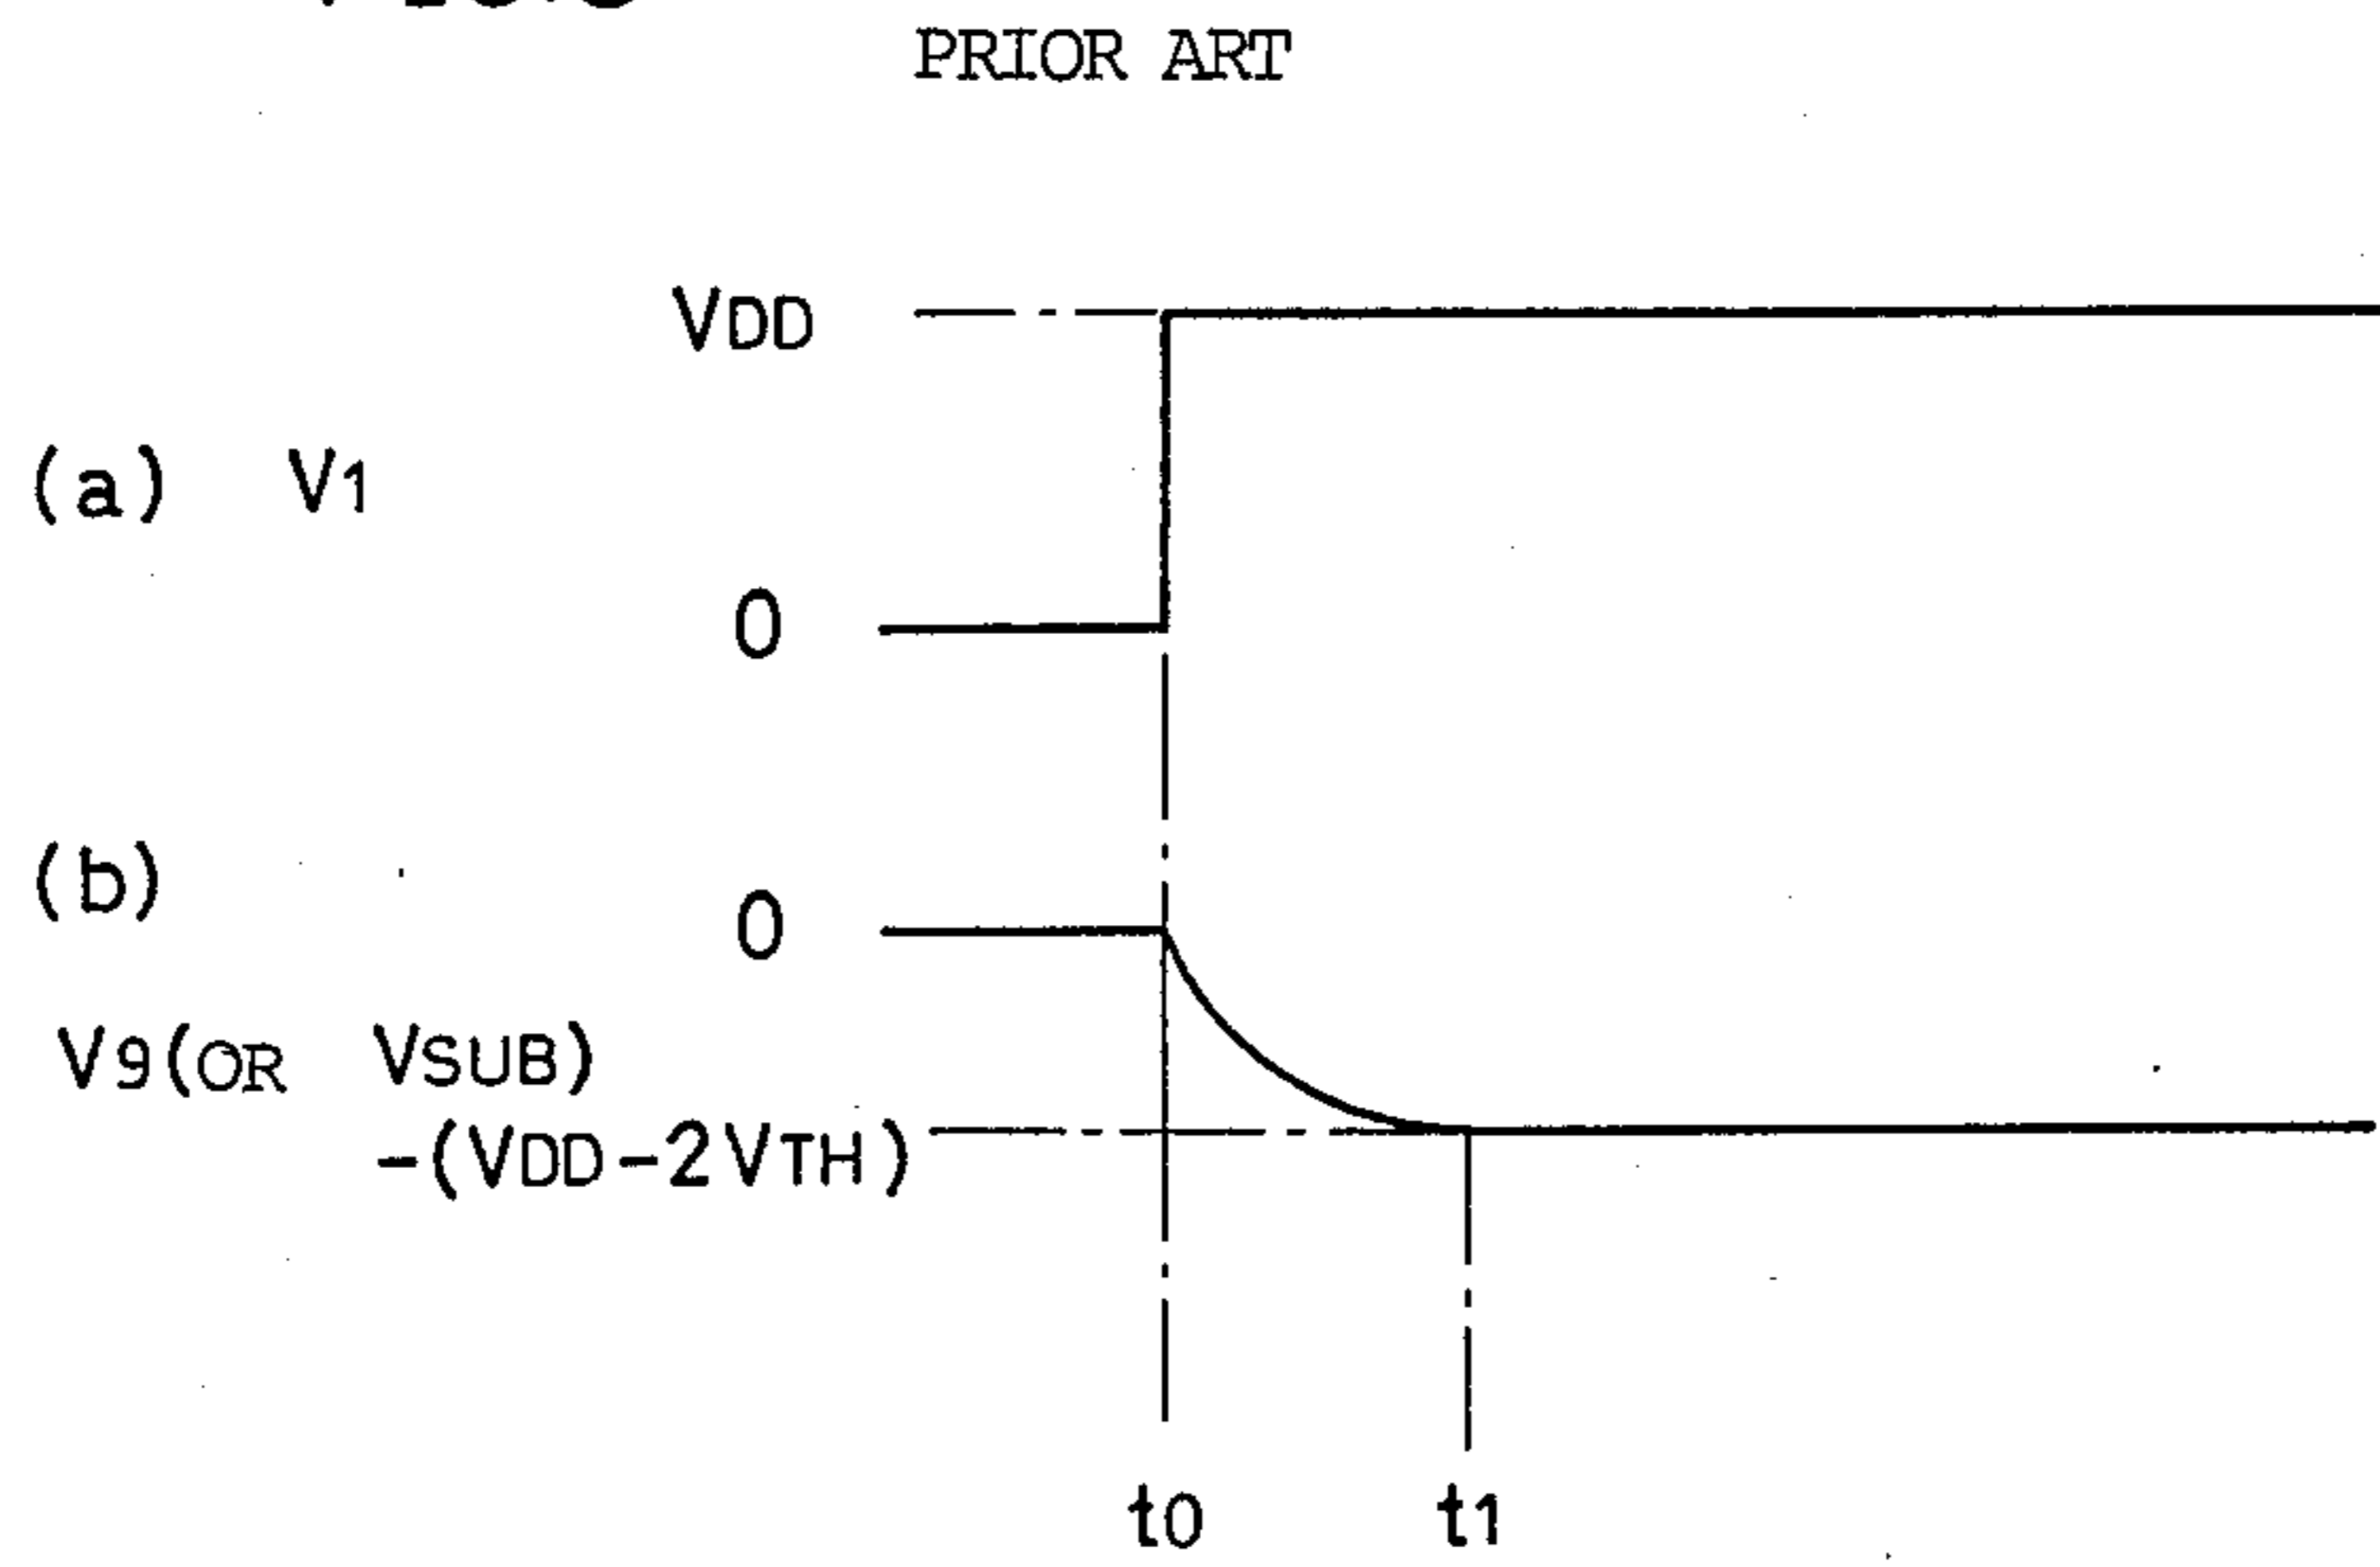 PRIOR ART
VDD
(a) V1
0
(b)
0
V9(OR VSUB)
-(VDD-2VTH)
t0 t1